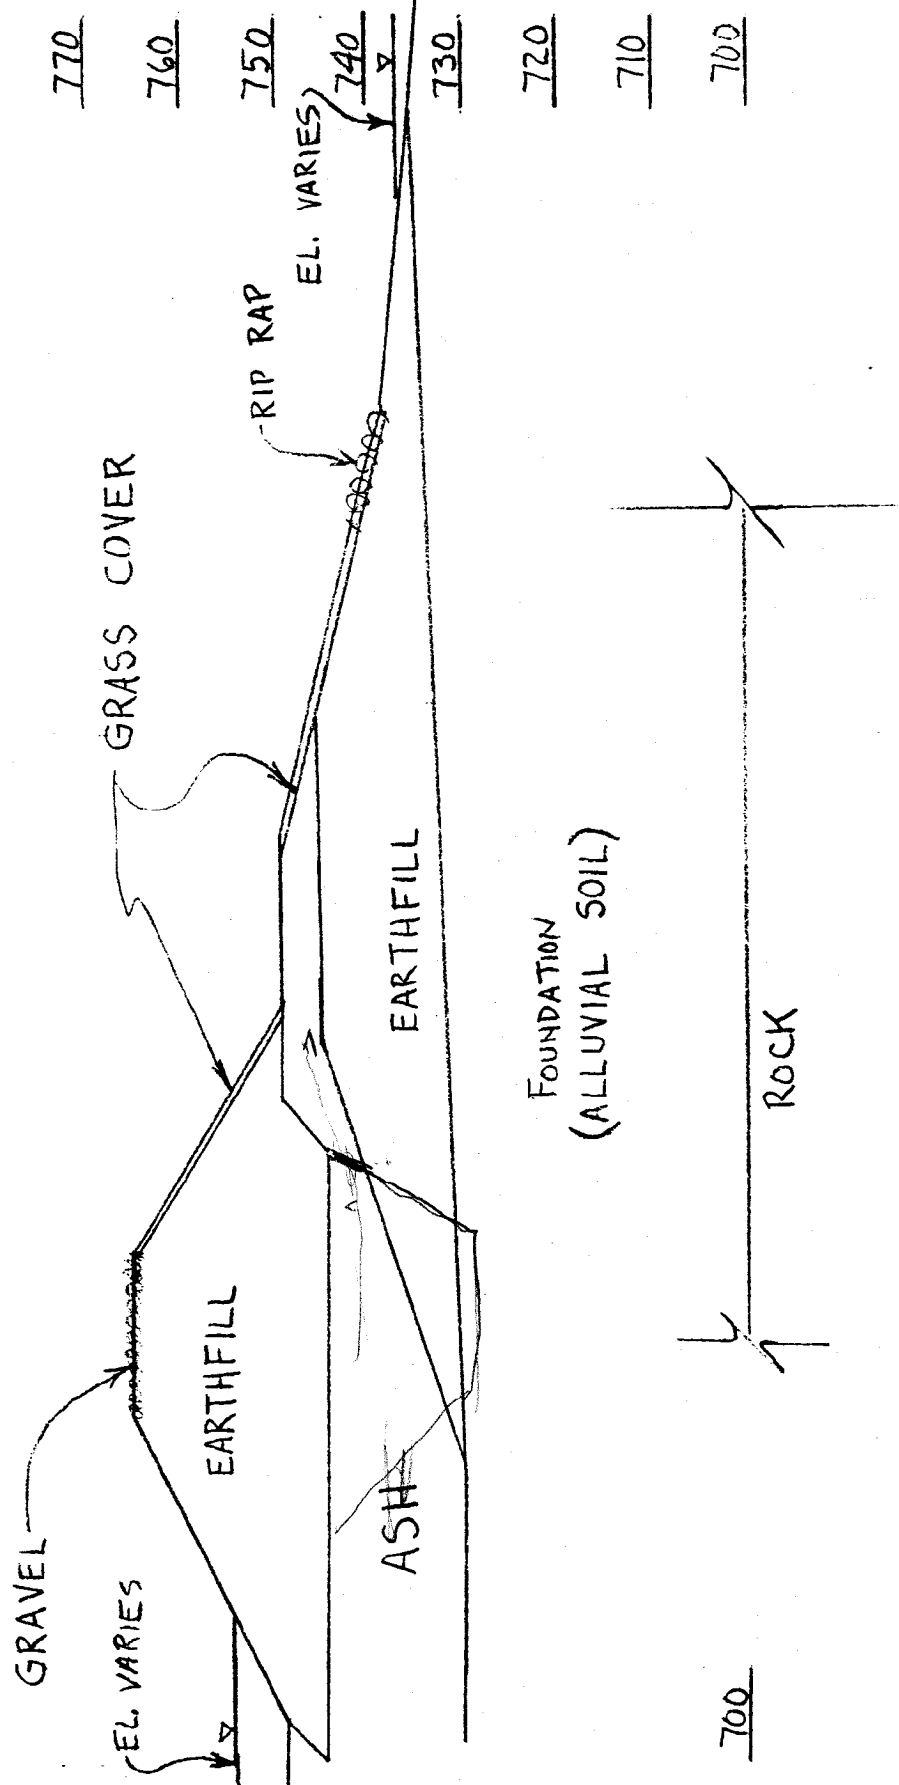 GRAVEL
EL. VARIES
EARTHFILL
GRASS COVER
RIP RAP
EL. VARIES
ASH
EARTHFILL
FOUNDATION
(ALLUVIAL SOIL)
ROCK
770
760
750
740
730
720
710
700
700